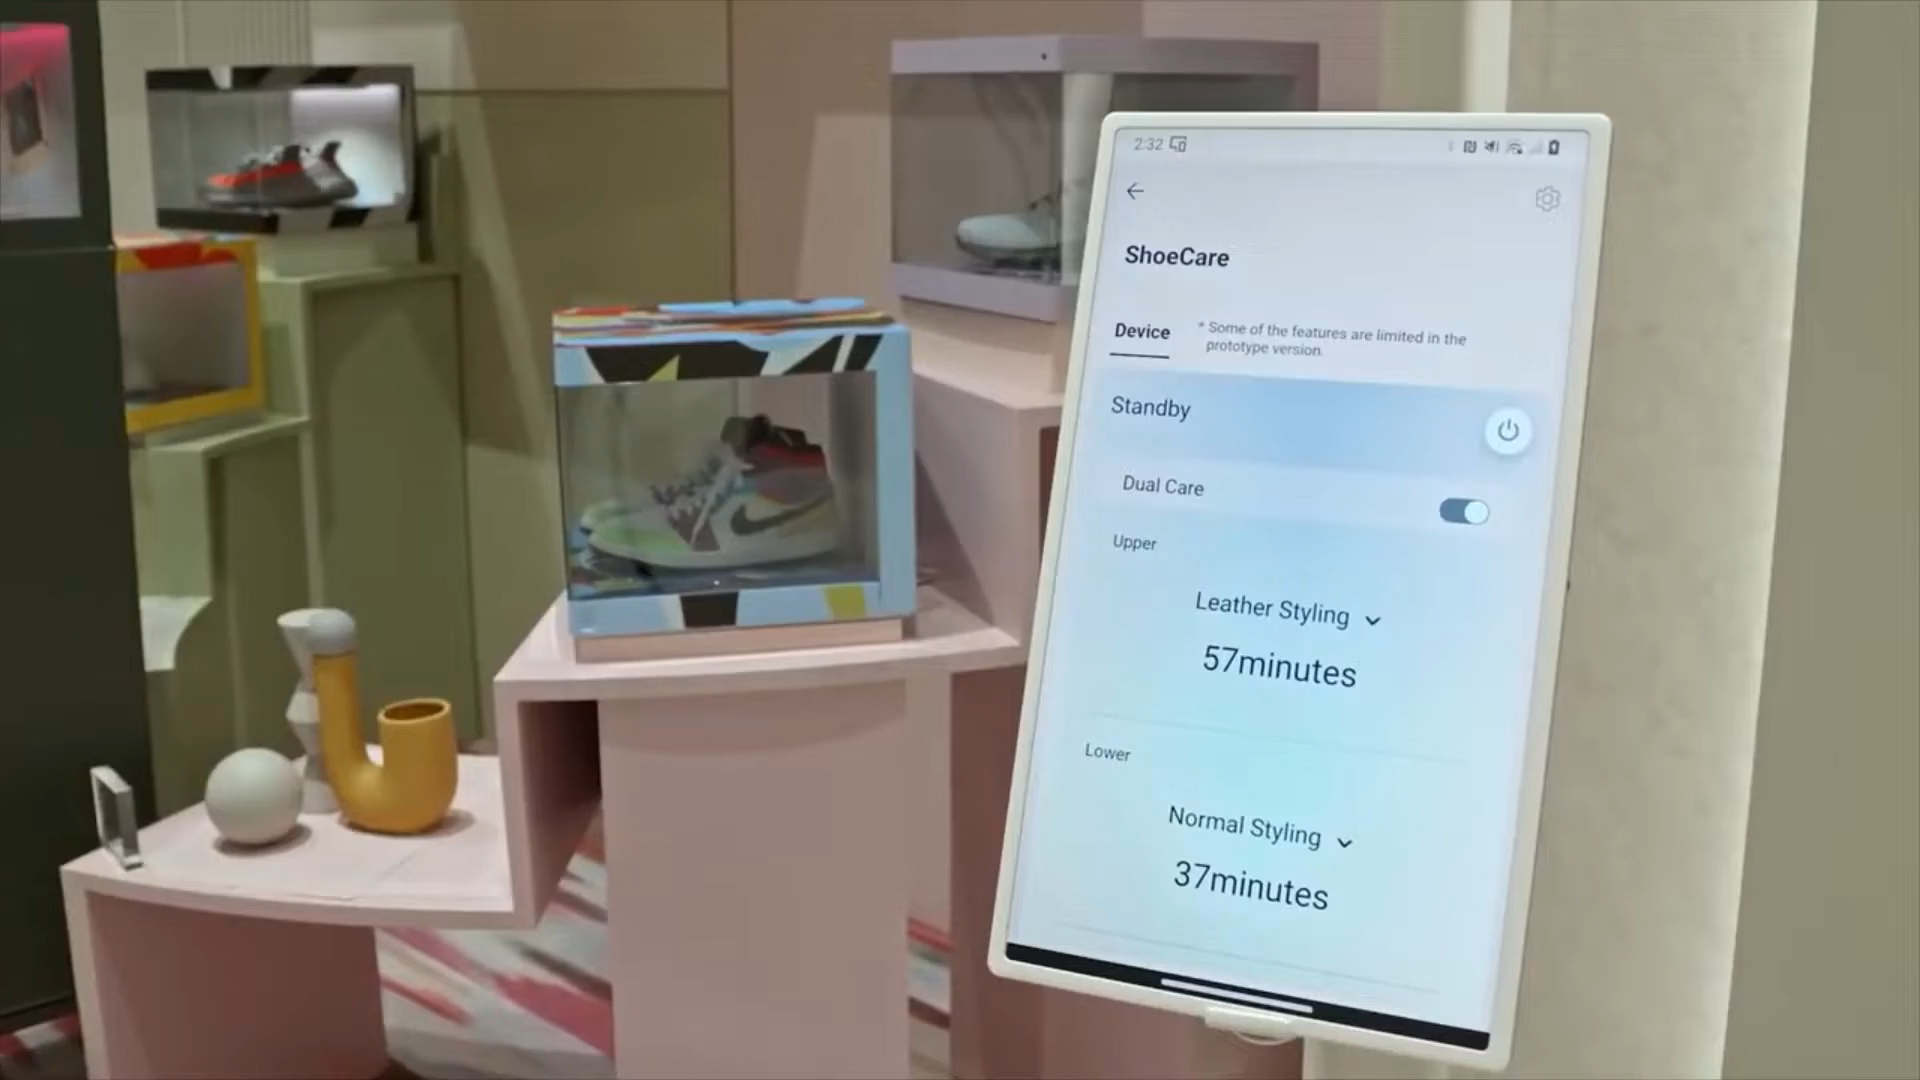 2:32
ShoeCare
Device
* Some of the features are limited in the
prototype version.
Standby
Dual Care
Upper
Leather Styling
57minutes
Lower
Normal Styling
37minutes